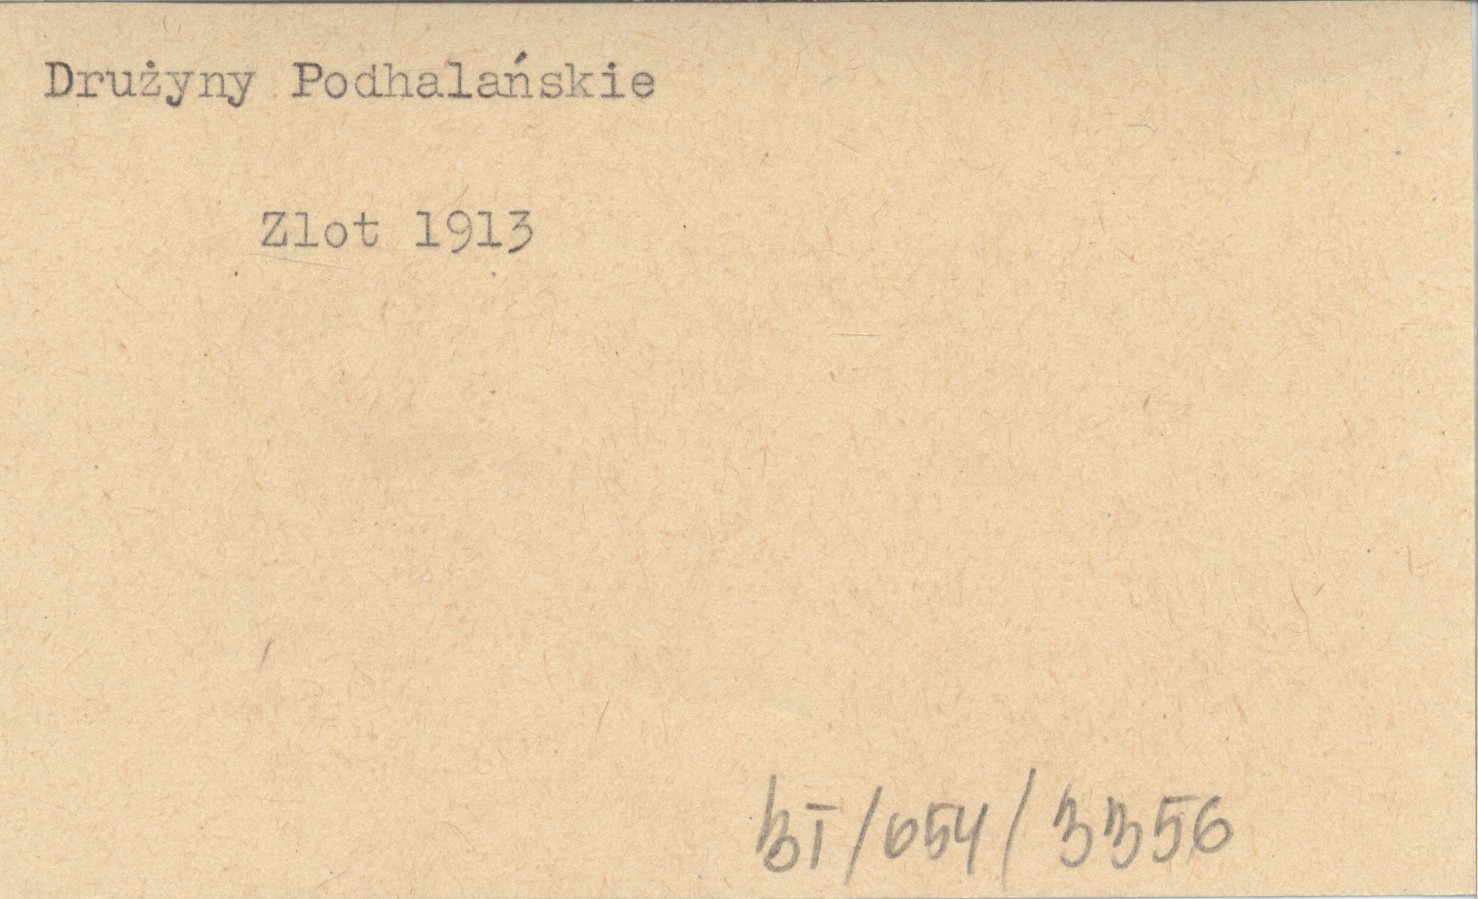 Drużyny Podhalańskie
Zlot 1913
BI/654/3356